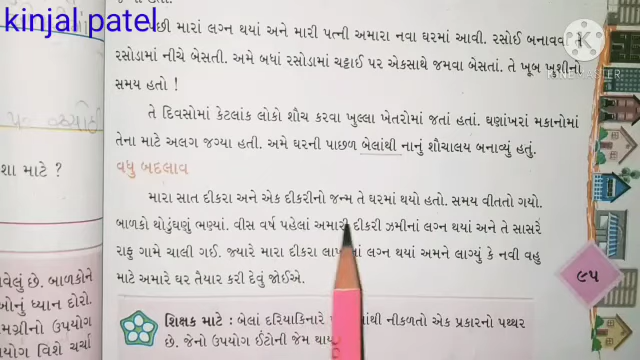 kinjal patel
પછી મારાં લગ્ન થયાં અને મારી પત્ની અમારા નવા ઘરમાં આવી. રસોઈ
રસોડામાં નીચે બેસતી. અમે બધાં રસોડામાં ચટ્ટાઈ પર એકસાથે જમવા બેસતાં. તે ખૂબ ખુશીનો
સમય હતો !
તે દિવસોમાં કેટલાંક લોકો શૌચ કરવા ખુલ્લા ખેતરોમાં જતાં હતાં. ઘણાંખરાં મકાનોમાં
તેના માટે અલગ જગ્યા હતી. અમે ઘરની પાછળ બેલાંથી નાનું શૌચાલય બનાવ્યું હતું.
વધુ બદલાવ
મારા સાત દીકરા અને એક દીકરીનો જન્મ તે ઘરમાં થયો હતો. સમય વીતતો ગયો.
બાળકો થોડુંઘણું ભણ્યાં. વીસ વર્ષ પહેલાં અમારી દીકરી ઝમીનાં લગ્ન થયાં અને તે સાસરે
રાફુ ગામે ચાલી ગઈ. જ્યારે મારા દીકરા લગ્ન થયાં અમને લાગ્યું કે નવી વહુ
માટે અમારે ઘર તૈયાર કરી દેવું જોઈએ.
શિક્ષક માટે : બેલાં દરિયાકિનારે નીકળતો એક પ્રકારનો પથ્થર
છે. જેનો ઉપયોગ ઈંટોની જેમ
૯૫
શા માટે ?
છે. બાળકોને
ધ્યાન દોરો.
ઉપયોગ
વિશે ચર્ચા
KINEMASTER